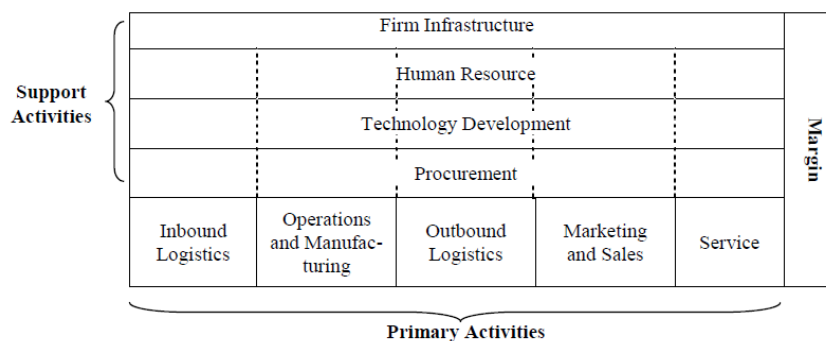 Firm Infrastructure
Human Resource
Support
Activities
Technology Development
Procurement
Margin
Inbound
Logistics
Operations
and Manufac-
turing
Outbound
Logistics
Marketing
and Sales
Service
Primary Activities